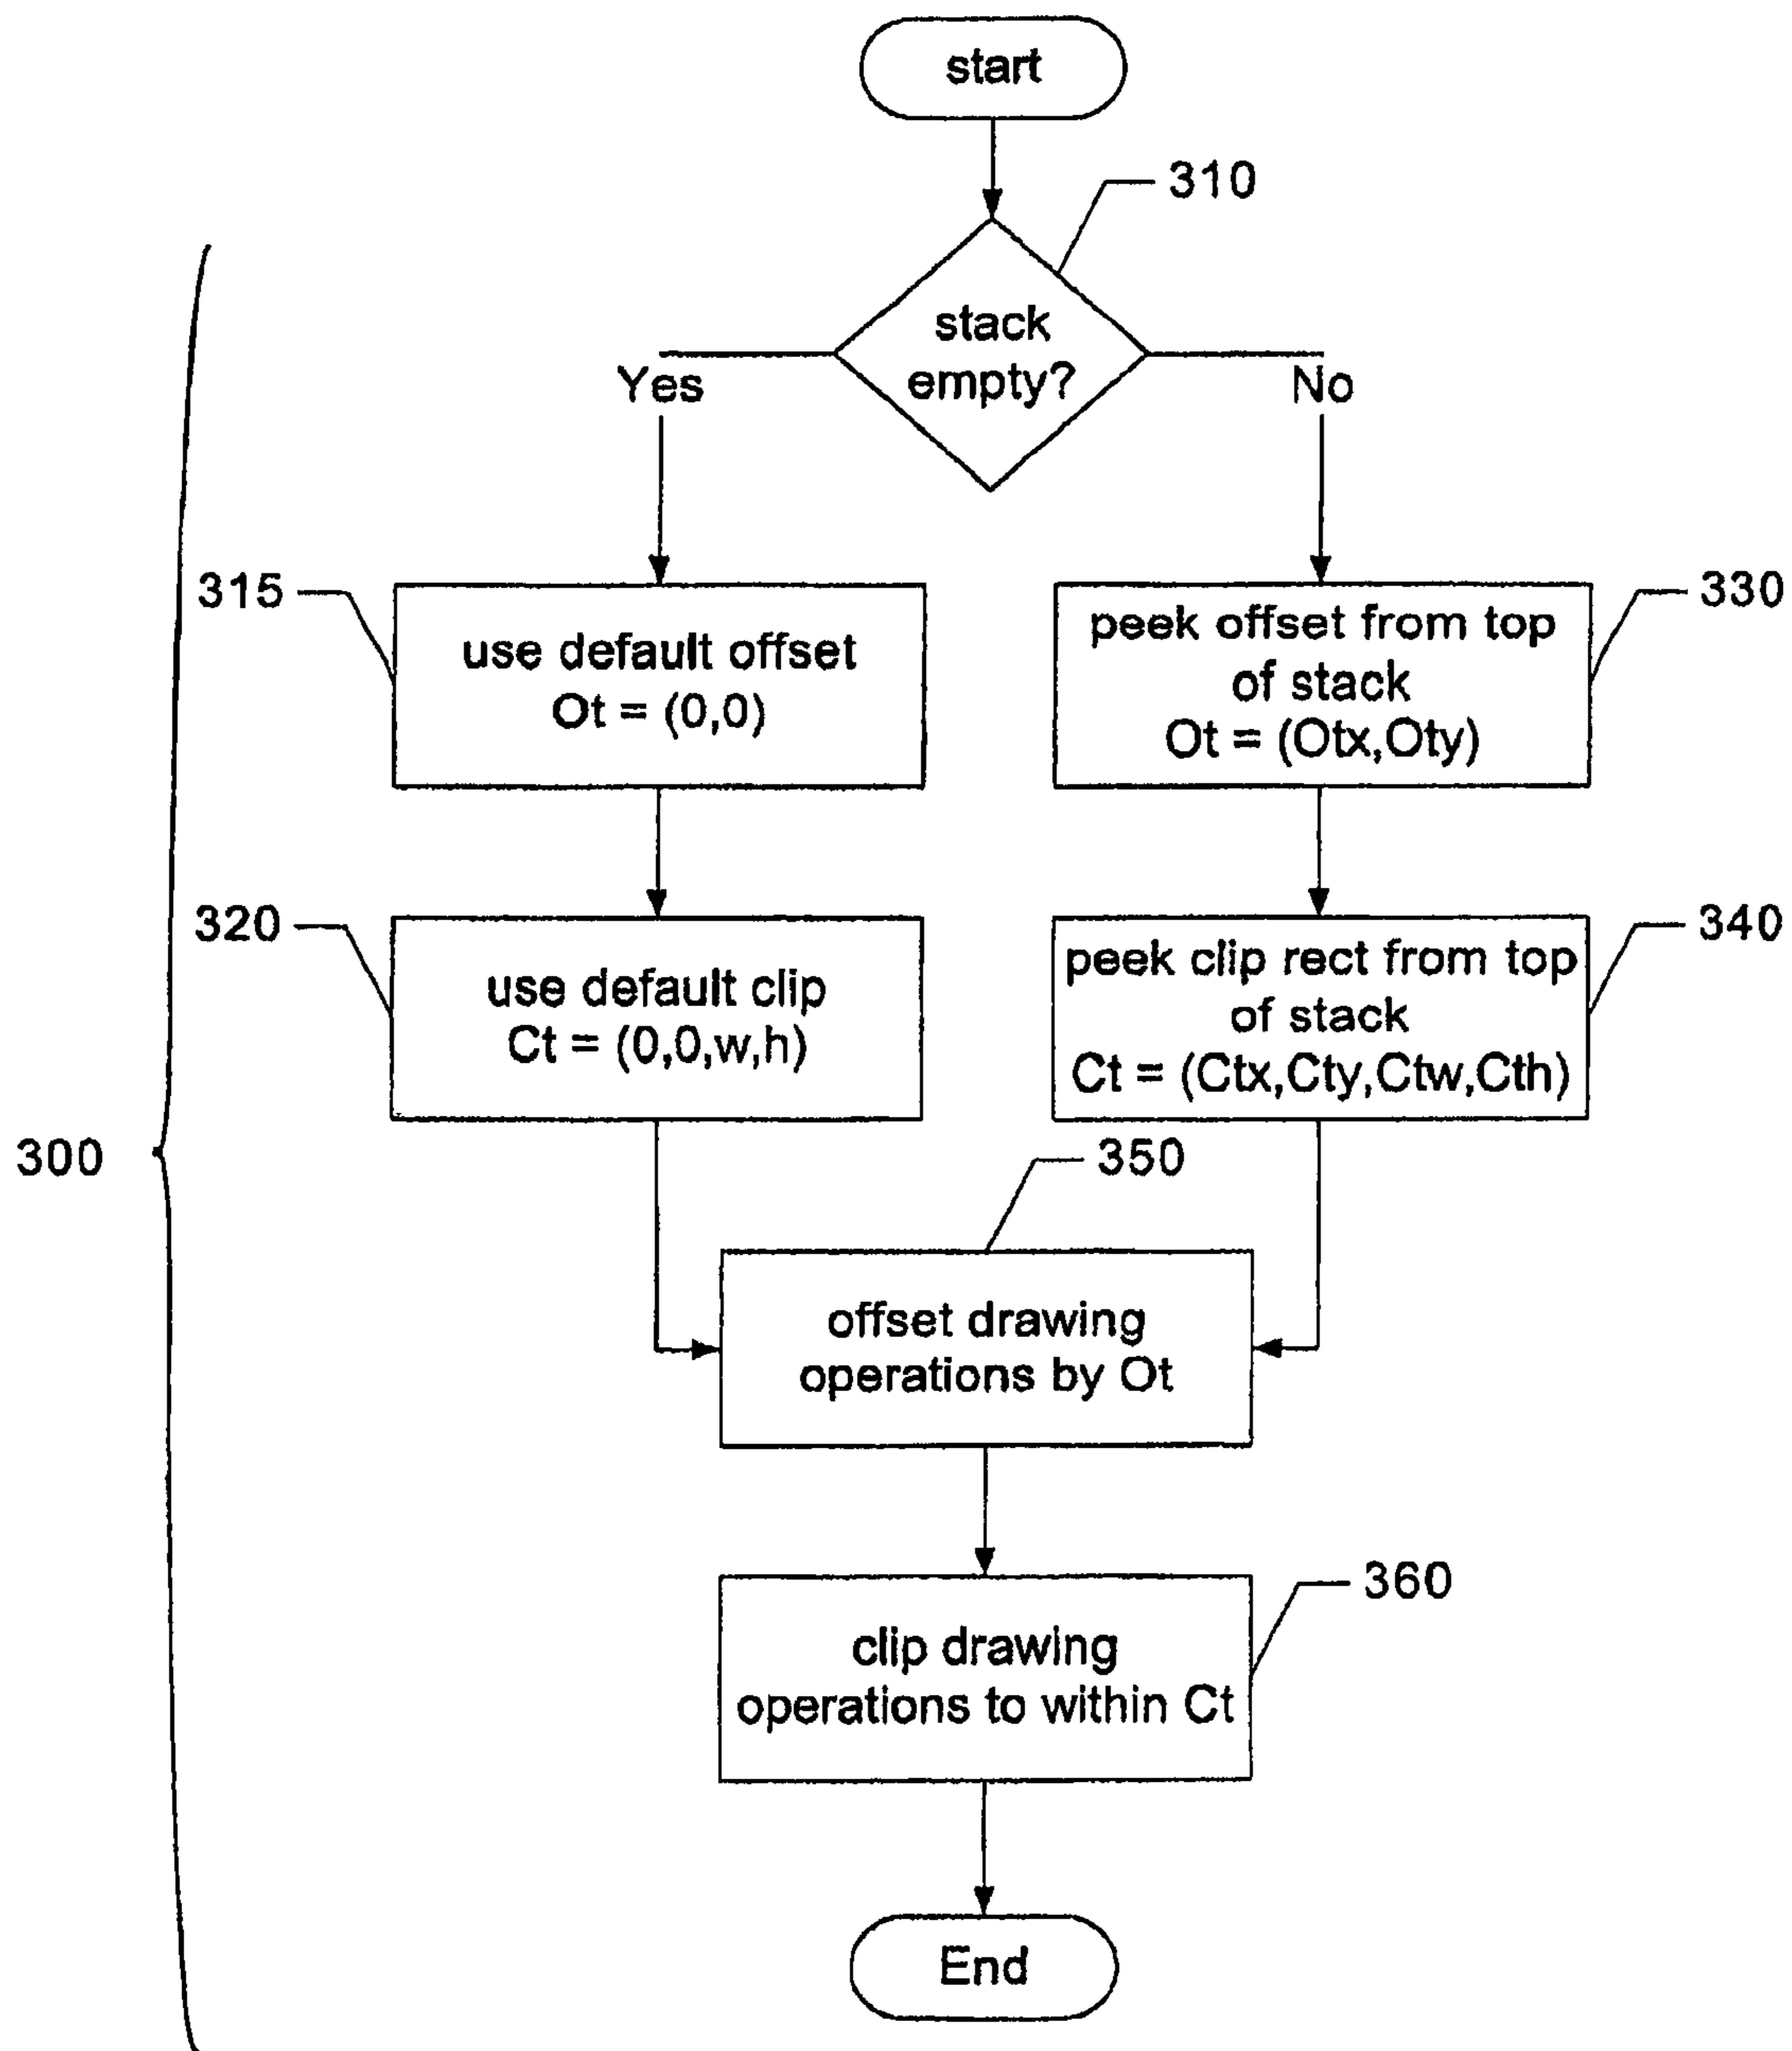 start
310
stack
empty?
Yes
No
315
use default offset
Ot = (0,0)
330
peek offset from top
of stack
Ot = (Otx,Oty)
320
use default clip
Ct = (0,0,w,h)
340
peek clip rect from top
of stack
Ct = (Ctx,Cty,Ctw,Cth)
300
350
offset drawing
operations by Ot
360
clip drawing
operations to within Ct
End